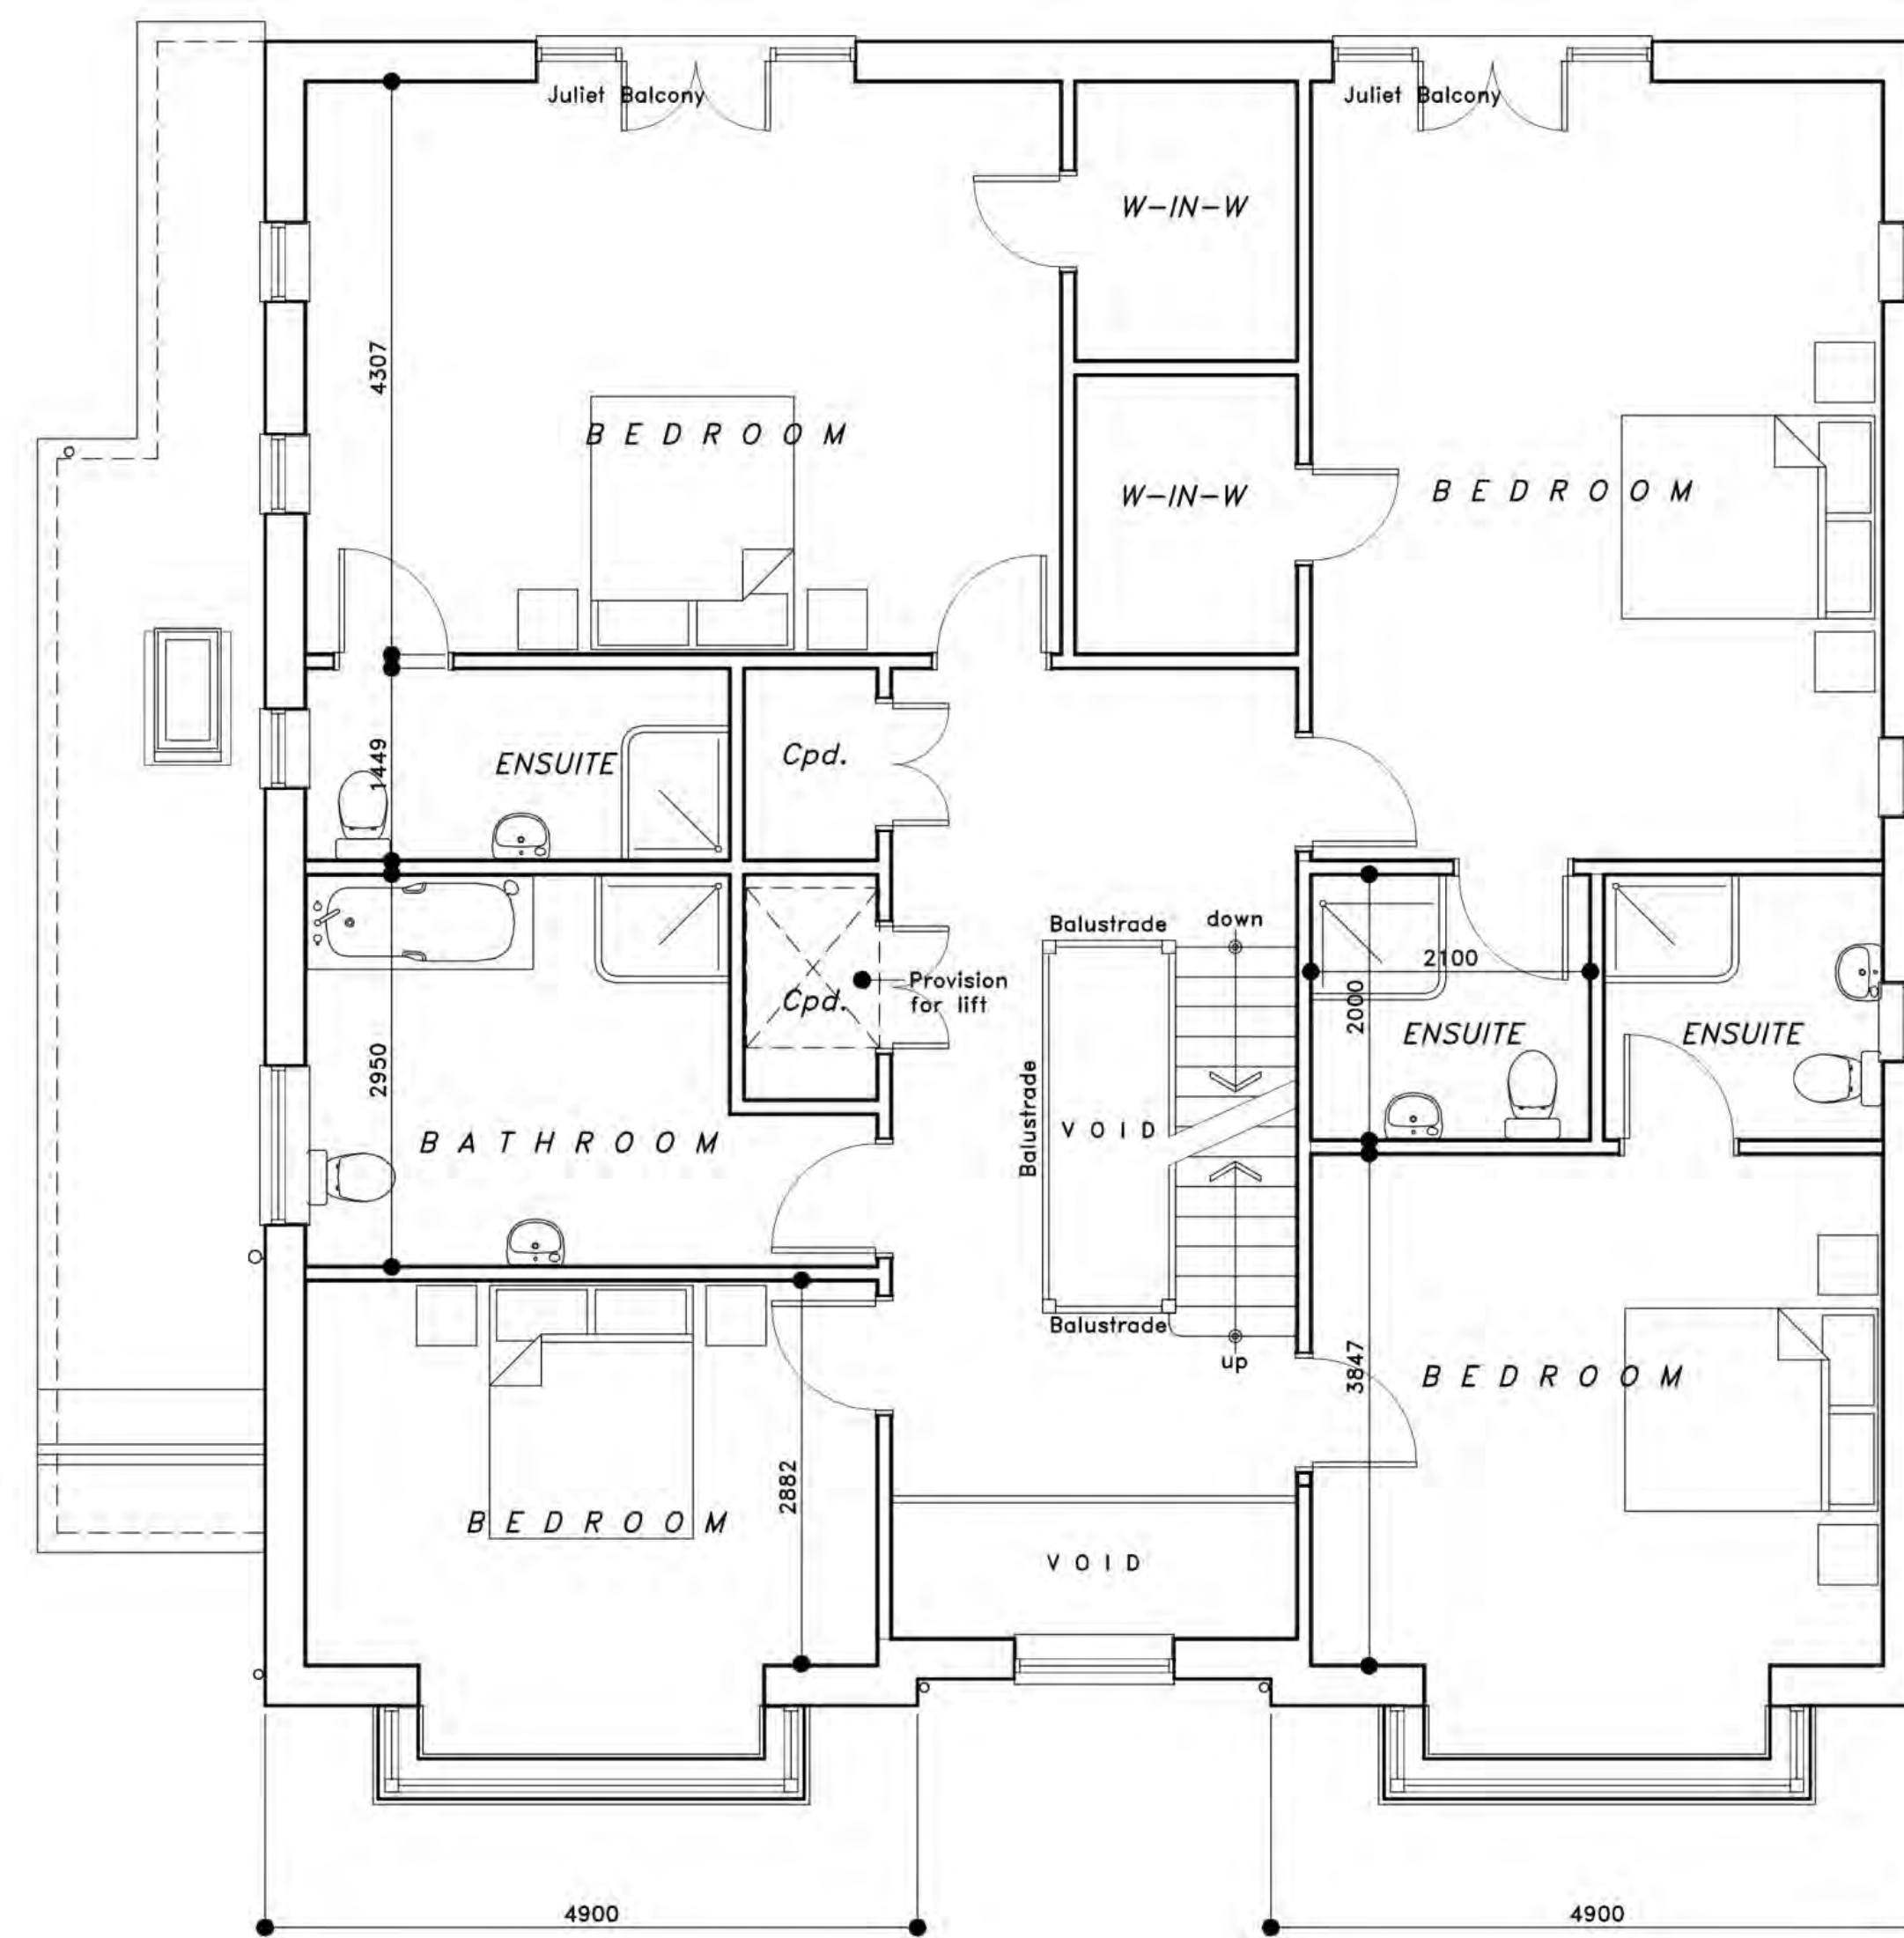 Juliet Balcony
Juliet Balcony
W-IN-W
4307
BEDROOM
W-IN-W
BEDROOM
1449
ENSUITE
Cpd.
Balustrade
down
2100
Provision
for lift
Cpd.
2000
ENSUITE
ENSUITE
2950
Balustrade
VOID
BATHROOM
Balustrade
up
3847
BEDROOM
2882
BEDROOM
VOID
4900
4900